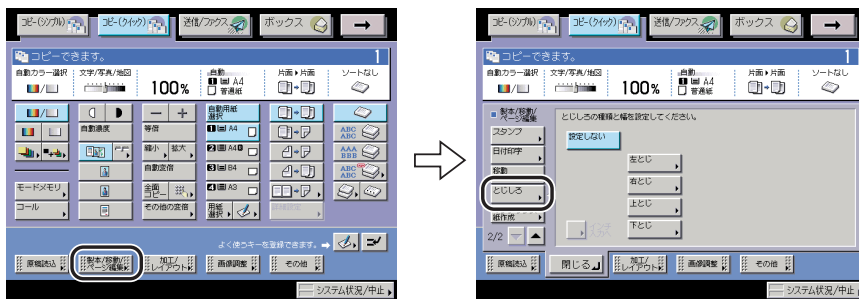 コピー(シンプル)
コピー(クイック)
送信/ファクス
ボックス
→
コピーできます。
1
自動カラー選択
文字/写真/地図
100%
自動
1 A4
普通紙
片面▶片面
ソートなし
自動濃度
モードメモリ
コール
− +
等倍
縮小 拡大
自動変倍
全面コピー
その他の変倍
自動用紙選択
1 A4
2 A4
3 B4
4 A3
用紙選択
ABC
ABC
AAA
BBB
ABC
ABC
よく使うキーを登録できます。→
原稿読込
製本/移動/ページ編集
加工/レイアウト
画像調整
その他
システム状況/中止
コピー(シンプル)
コピー(クイック)
送信/ファクス
ボックス
→
コピーできます。
1
自動カラー選択
文字/写真/地図
100%
自動
1 A4
普通紙
片面▶片面
ソートなし
製本/移動/ページ編集
スタンプ
日付印字
移動
とじしろ
紙作成
2/2
とじしろの種類と幅を設定してください。
設定しない
左とじ
右とじ
上とじ
下とじ
原稿読込
閉じる
加工/レイアウト
画像調整
その他
システム状況/中止